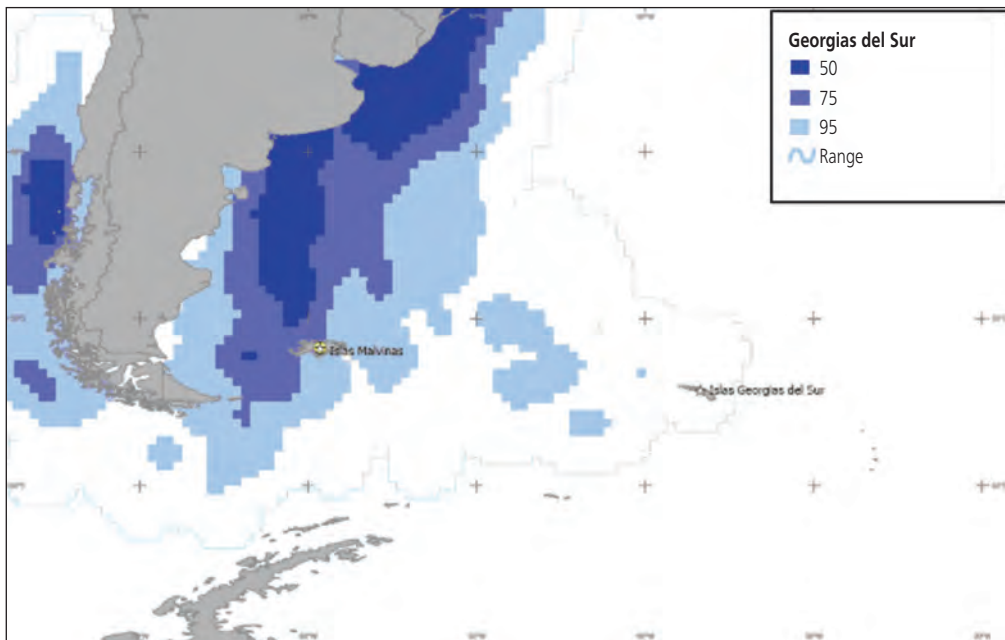 Georgias del Sur
50
75
95
Range
Islas Malvinas
Islas Georgias del Sur